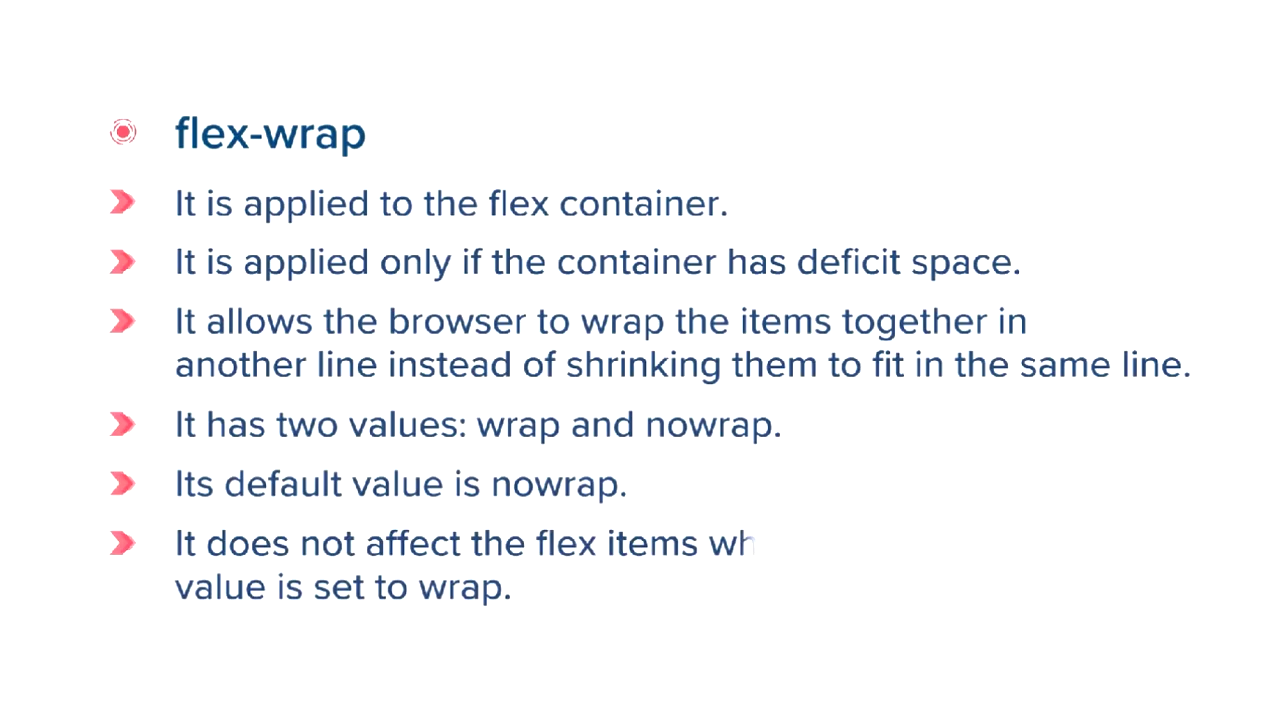 flex-wrap
It is applied to the flex container.
It is applied only if the container has deficit space.
It allows the browser to wrap the items together in
another line instead of shrinking them to fit in the same line.
It has two values: wrap and nowrap.
Its default value is nowrap.
It does not affect the flex items
value is set to wrap.